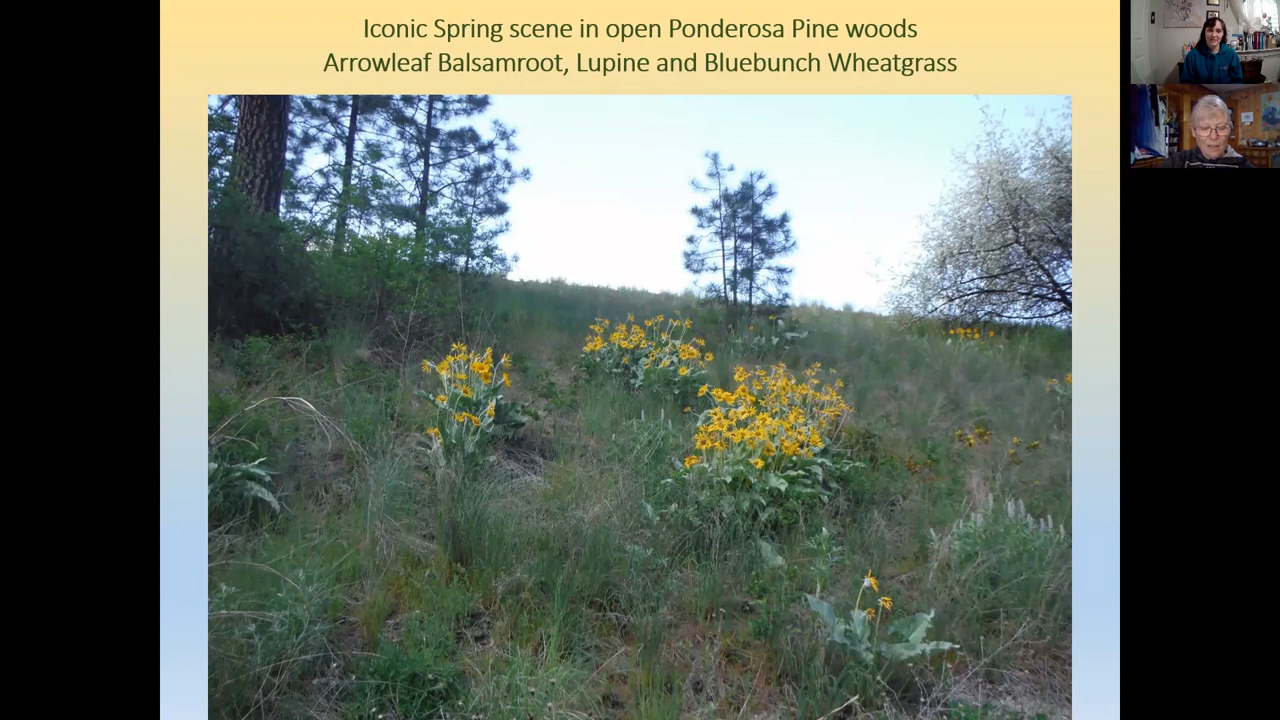 Iconic Spring scene in open Ponderosa Pine woods
Arrowleaf Balsamroot, Lupine and Bluebunch Wheatgrass